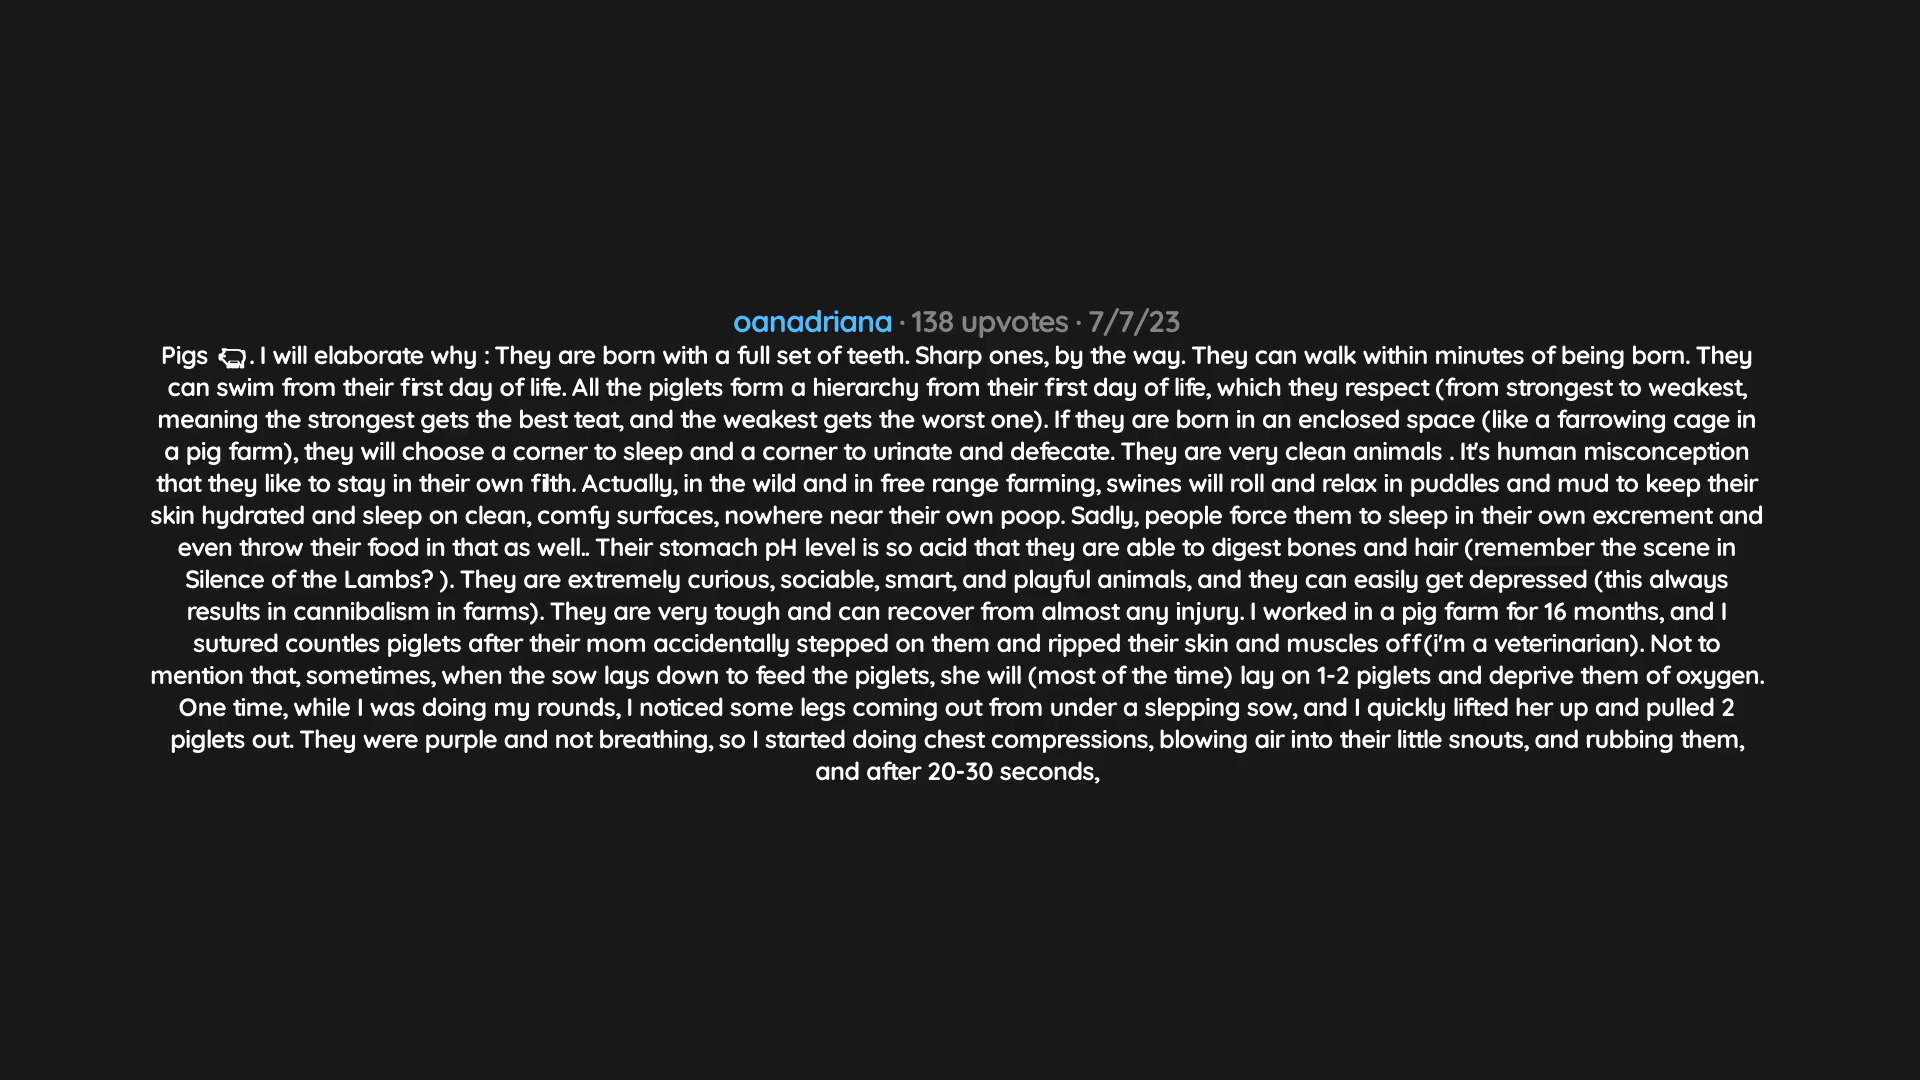 oanadriana · 138 upvotes · 7/7/23
Pigs 🐖. I will elaborate why : They are born with a full set of teeth. Sharp ones, by the way. They can walk within minutes of being born. They
can swim from their first day of life. All the piglets form a hierarchy from their first day of life, which they respect (from strongest to weakest,
meaning the strongest gets the best teat, and the weakest gets the worst one). If they are born in an enclosed space (like a farrowing cage in
a pig farm), they will choose a corner to sleep and a corner to urinate and defecate. They are very clean animals . It's human misconception
that they like to stay in their own filth. Actually, in the wild and in free range farming, swines will roll and relax in puddles and mud to keep their
skin hydrated and sleep on clean, comfy surfaces, nowhere near their own poop. Sadly, people force them to sleep in their own excrement and
even throw their food in that as well.. Their stomach pH level is so acid that they are able to digest bones and hair (remember the scene in
Silence of the Lambs? ). They are extremely curious, sociable, smart, and playful animals, and they can easily get depressed (this always
results in cannibalism in farms). They are very tough and can recover from almost any injury. I worked in a pig farm for 16 months, and I
sutured countles piglets after their mom accidentally stepped on them and ripped their skin and muscles off(i'm a veterinarian). Not to
mention that, sometimes, when the sow lays down to feed the piglets, she will (most of the time) lay on 1-2 piglets and deprive them of oxygen.
One time, while I was doing my rounds, I noticed some legs coming out from under a slepping sow, and I quickly lifted her up and pulled 2
piglets out. They were purple and not breathing, so I started doing chest compressions, blowing air into their little snouts, and rubbing them,
and after 20-30 seconds,